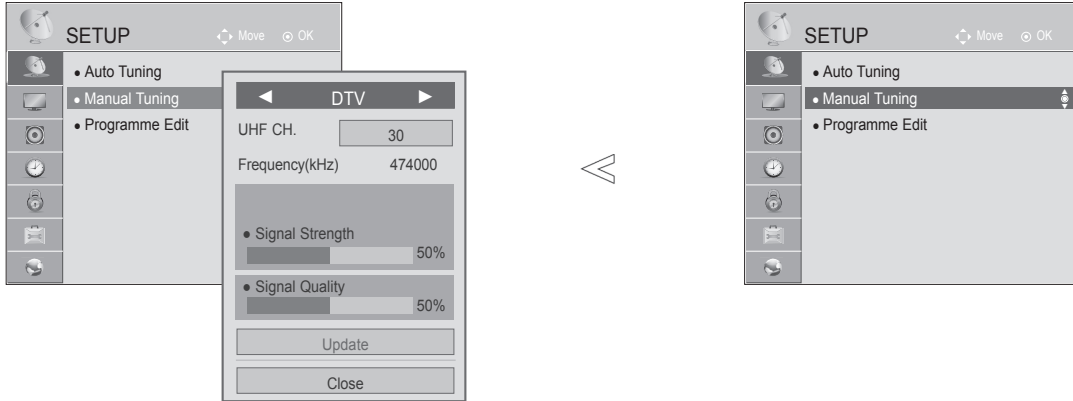 SETUP Move OK
● Auto Tuning
● Manual Tuning
● Programme Edit
◄ DTV ►
UHF CH. 30
Frequency(kHz) 474000
● Signal Strength
50%
● Signal Quality
50%
Update
Close
SETUP Move OK
● Auto Tuning
● Manual Tuning
● Programme Edit